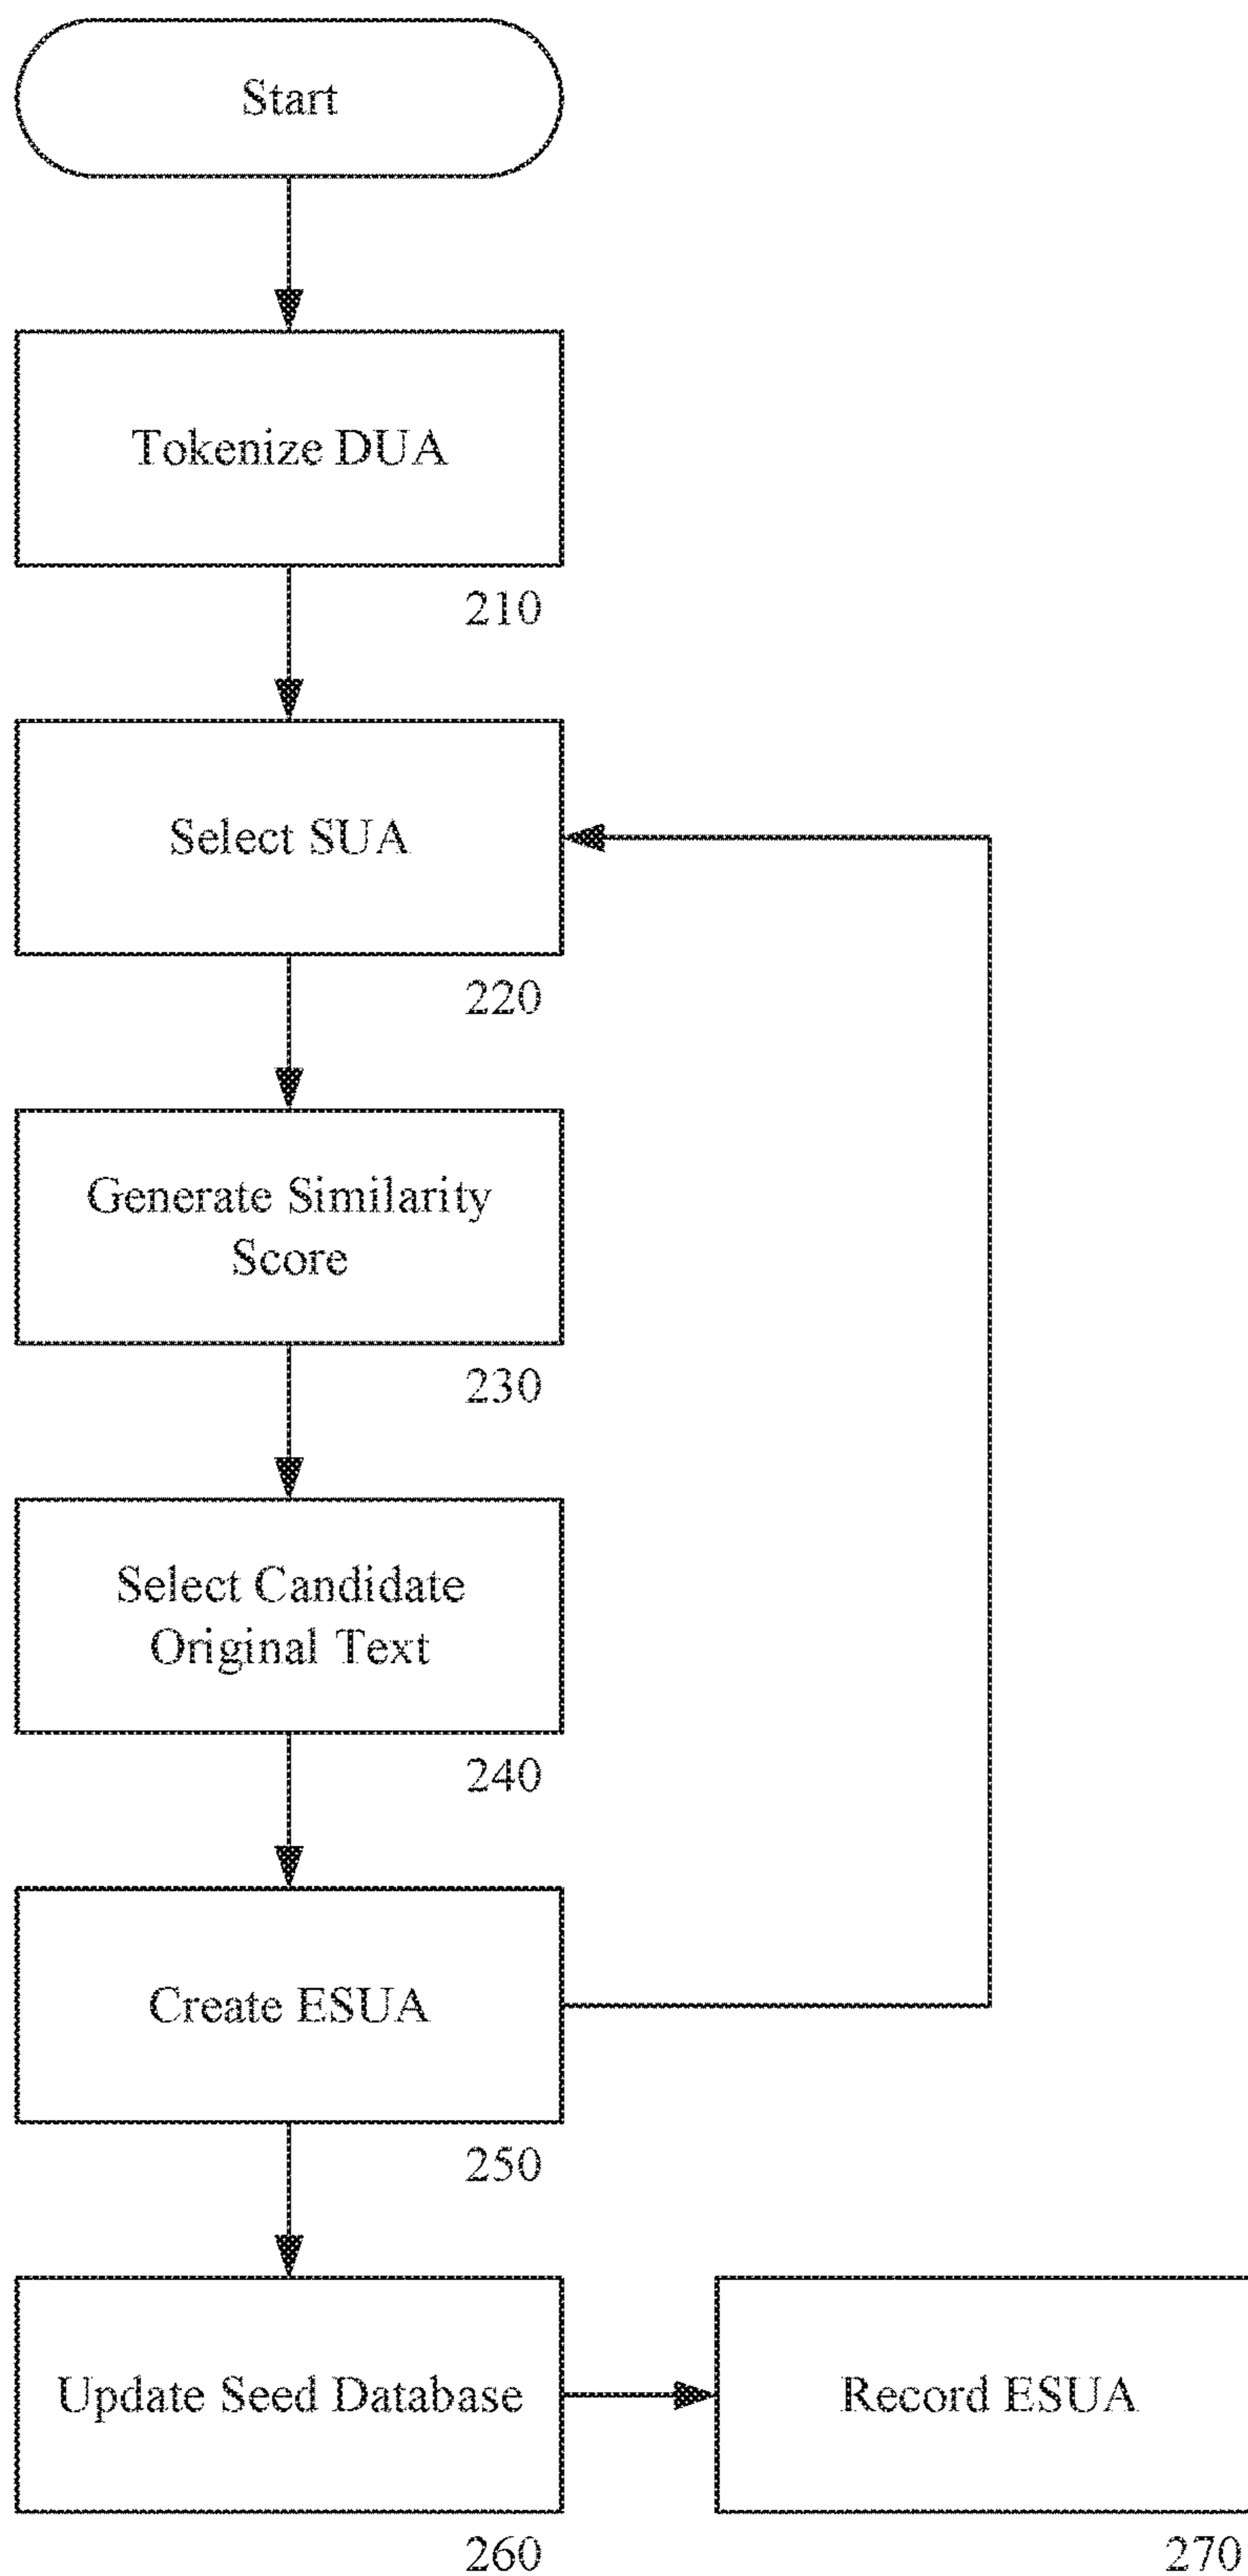 Start
Tokenize DUA
210
Select SUA
220
Generate Similarity
Score
230
Select Candidate
Original Text
240
Create ESUA
250
Update Seed Database
260
Record ESUA
270